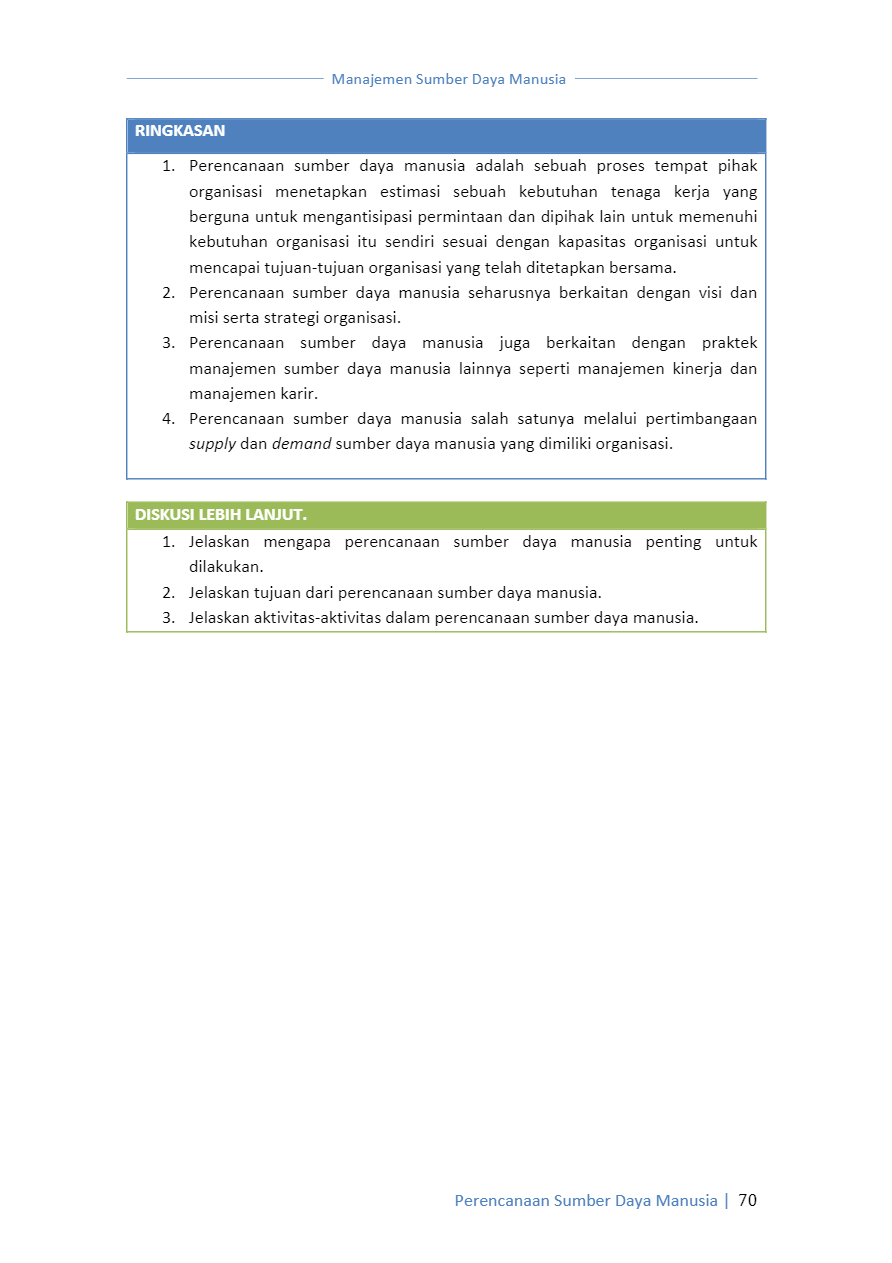 Manajemen Sumber Daya Manusia
RINGKASAN
1. Perencanaan sumber daya manusia adalah sebuah proses tempat pihak
organisasi menetapkan estimasi sebuah kebutuhan tenaga kerja yang
berguna untuk mengantisipasi permintaan dan dipihak lain untuk memenuhi
kebutuhan organisasi itu sendiri sesuai dengan kapasitas organisasi untuk
mencapai tujuan-tujuan organisasi yang telah ditetapkan bersama.
2. Perencanaan sumber daya manusia seharusnya berkaitan dengan visi dan
misi serta strategi organisasi.
3. Perencanaan sumber daya manusia juga berkaitan dengan praktek
manajemen sumber daya manusia lainnya seperti manajemen kinerja dan
manajemen karir.
4. Perencanaan sumber daya manusia salah satunya melalui pertimbangaan
supply dan demand sumber daya manusia yang dimiliki organisasi.
DISKUSI LEBIH LANJUT.
1. Jelaskan mengapa perencanaan sumber daya manusia penting untuk
dilakukan.
2. Jelaskan tujuan dari perencanaan sumber daya manusia.
3. Jelaskan aktivitas-aktivitas dalam perencanaan sumber daya manusia.
Perencanaan Sumber Daya Manusia | 70